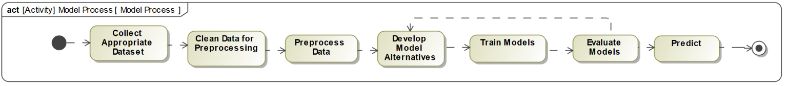 act [Activity] Model Process [ Model Process ]
Collect
Appropriate
Dataset
Clean Data for
Preprocessing
Preprocess
Data
Develop
Model
Alternatives
Train Models
Evaluate
Models
Predict